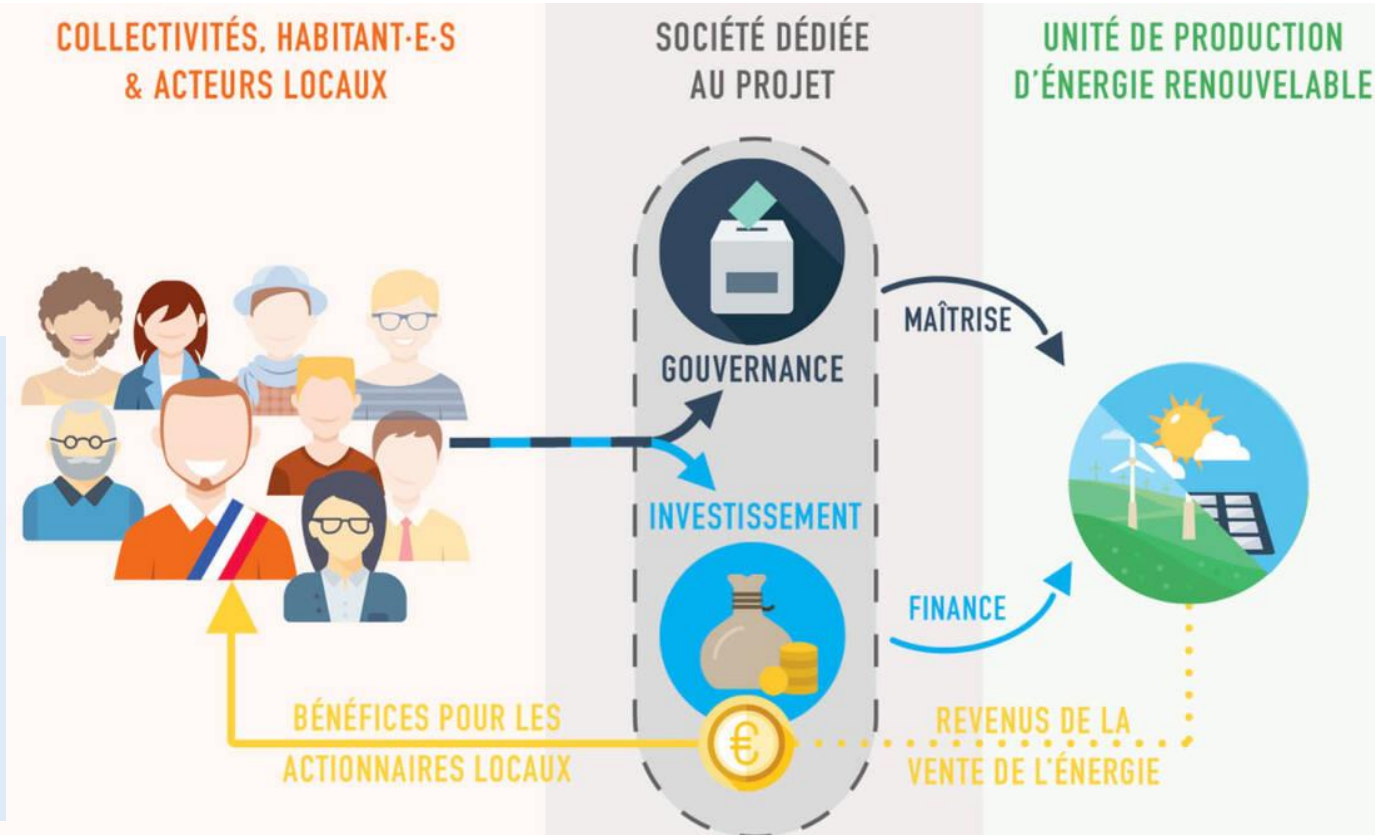 COLLECTIVITÉS, HABITANT·E·S
& ACTEURS LOCAUX
SOCIÉTÉ DÉDIÉE
AU PROJET
UNITÉ DE PRODUCTION
D'ÉNERGIE RENOUVELABLE
MAÎTRISE
GOUVERNANCE
INVESTISSEMENT
FINANCE
BÉNÉFICES POUR LES
ACTIONNAIRES LOCAUX
€
REVENUS DE LA
VENTE DE L'ÉNERGIE